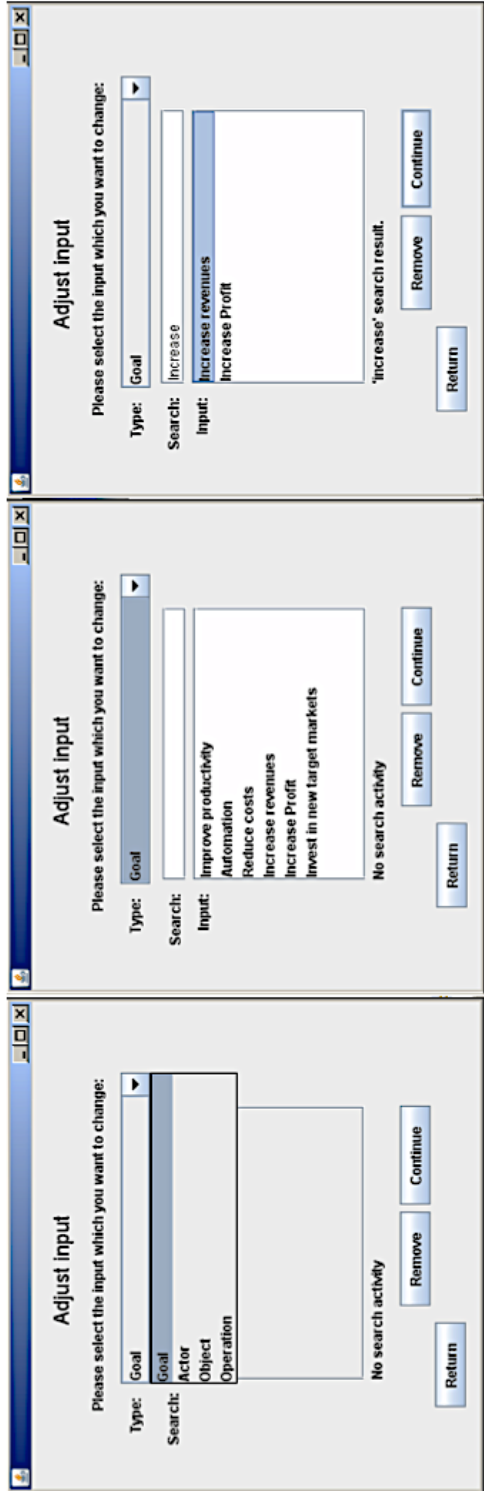 Adjust input
Please select the input which you want to change:
Type: Goal
Goal
Search: Actor
Object
Operation
No search activity
Remove Continue
Return
Adjust input
Please select the input which you want to change:
Type: Goal
Search:
Input: Improve productivity
Automation
Reduce costs
Increase revenues
Increase Profit
Invest in new target markets
No search activity
Remove Continue
Return
Adjust input
Please select the input which you want to change:
Type: Goal
Search: Increase
Input: Increase revenues
Increase Profit
'increase' search result.
Remove Continue
Return